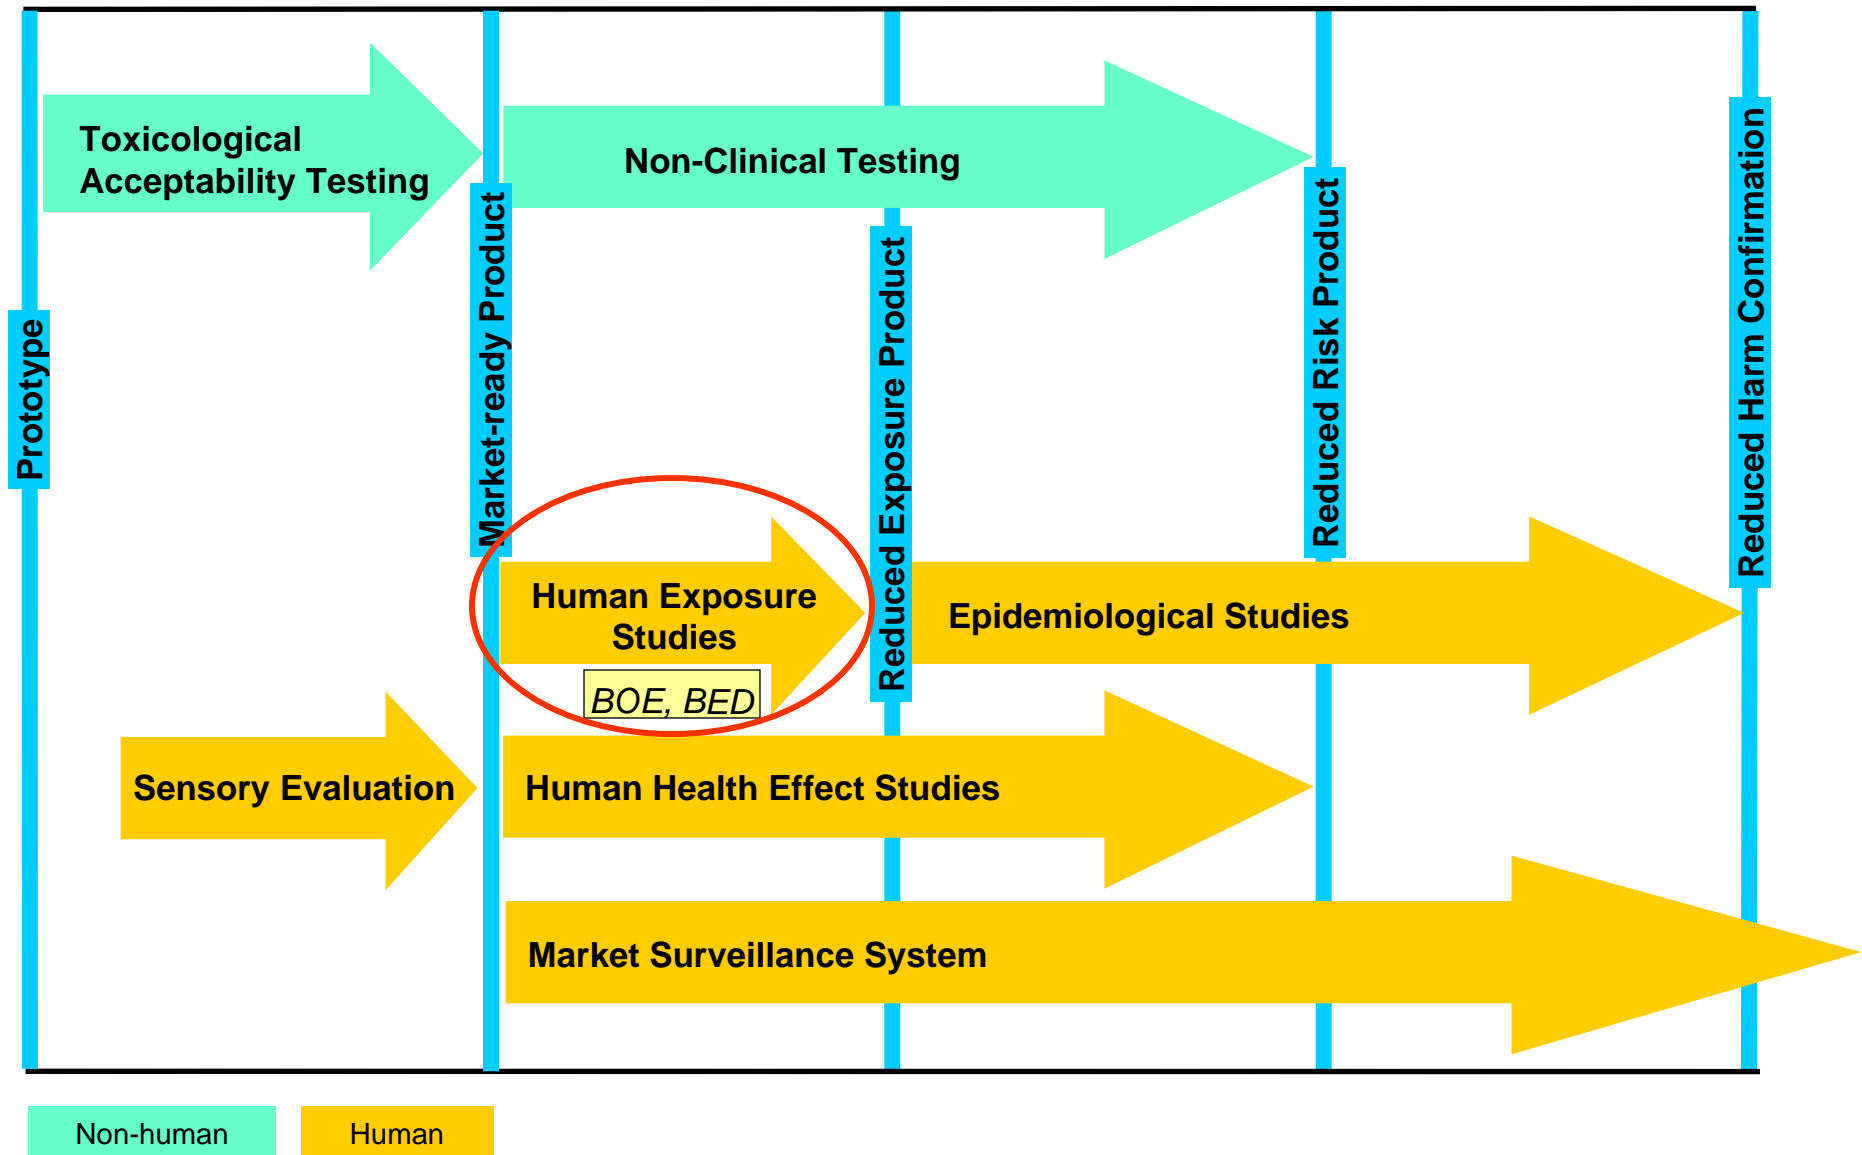 Toxicological
Acceptability Testing
Non-Clinical Testing
Prototype
Market-ready Product
Reduced Exposure Product
Reduced Risk Product
Reduced Harm Confirmation
Human Exposure
Studies
BOE, BED
Epidemiological Studies
Sensory Evaluation
Human Health Effect Studies
Market Surveillance System
Non-human
Human